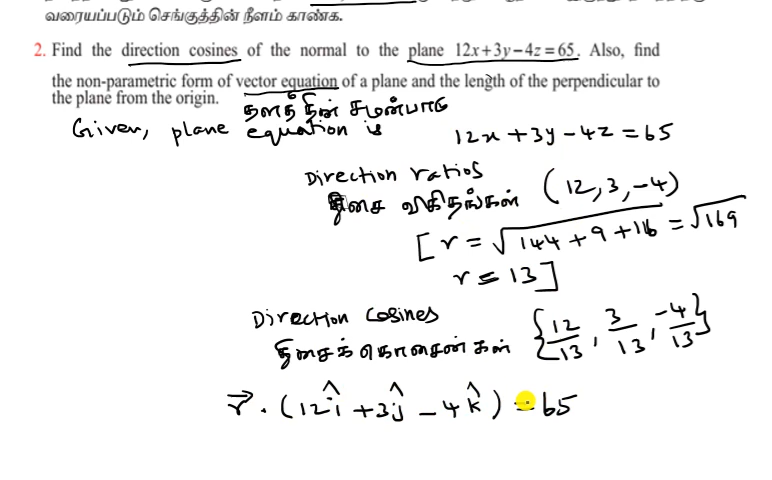 வரையப்படும் செங்குத்தின் நீளம் காண்க.
2. Find the direction cosines of the normal to the plane 12x+3y−4z=65. Also, find
the non-parametric form of vector equation of a plane and the length of the perpendicular to
the plane from the origin.
தளத்தின் சமன்பாடு
Given, plane equation is 12x + 3y − 4z = 65
Direction ratios
திசை விகிதங்கள் (12, 3, −4)
[r = √144 + 9 + 16 = √169
r = 13]
Direction Cosines
திசைக் கொசைன்கள் {12/13, 3/13, −4/13}
r⃗ . (12î + 3ĵ − 4k̂) = 65